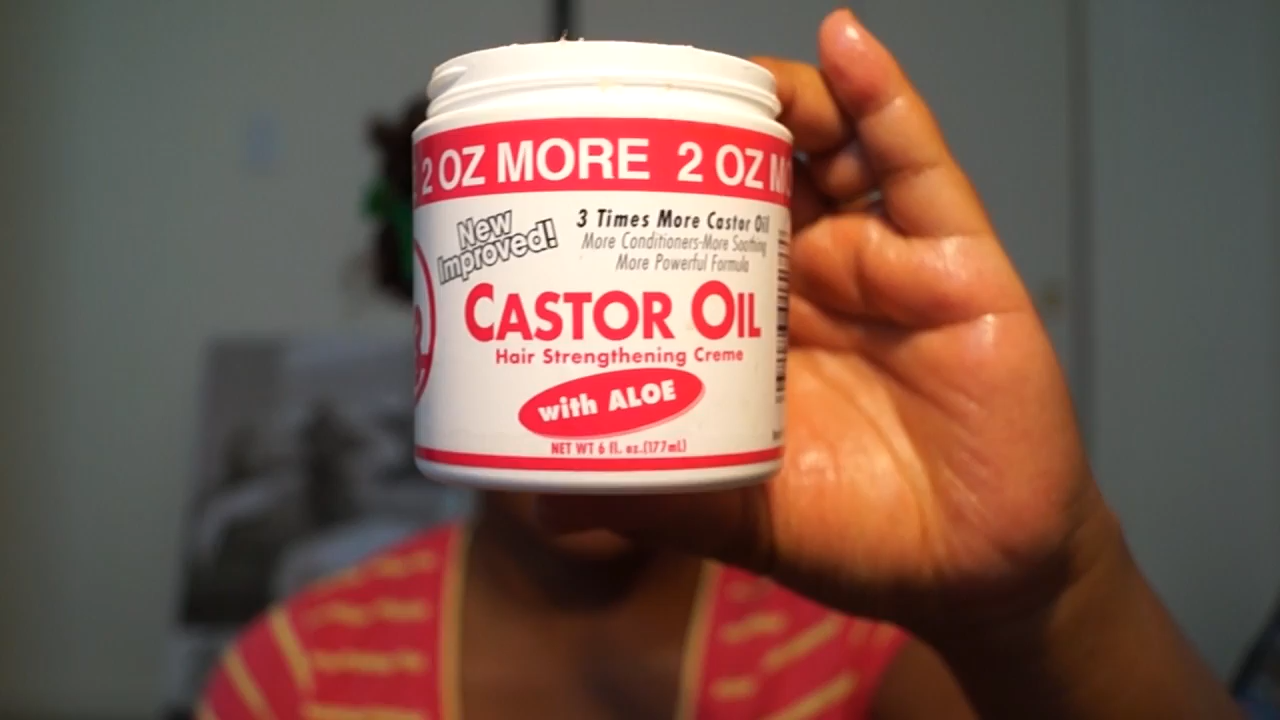 2 OZ MORE 2 OZ
New Improved!
3 Times More Castor Oil
More Conditioners-More Soothing
More Powerful Formula
CASTOR OIL
Hair Strengthening Creme
with ALOE
NET WT 6 fl. oz.(177mL)